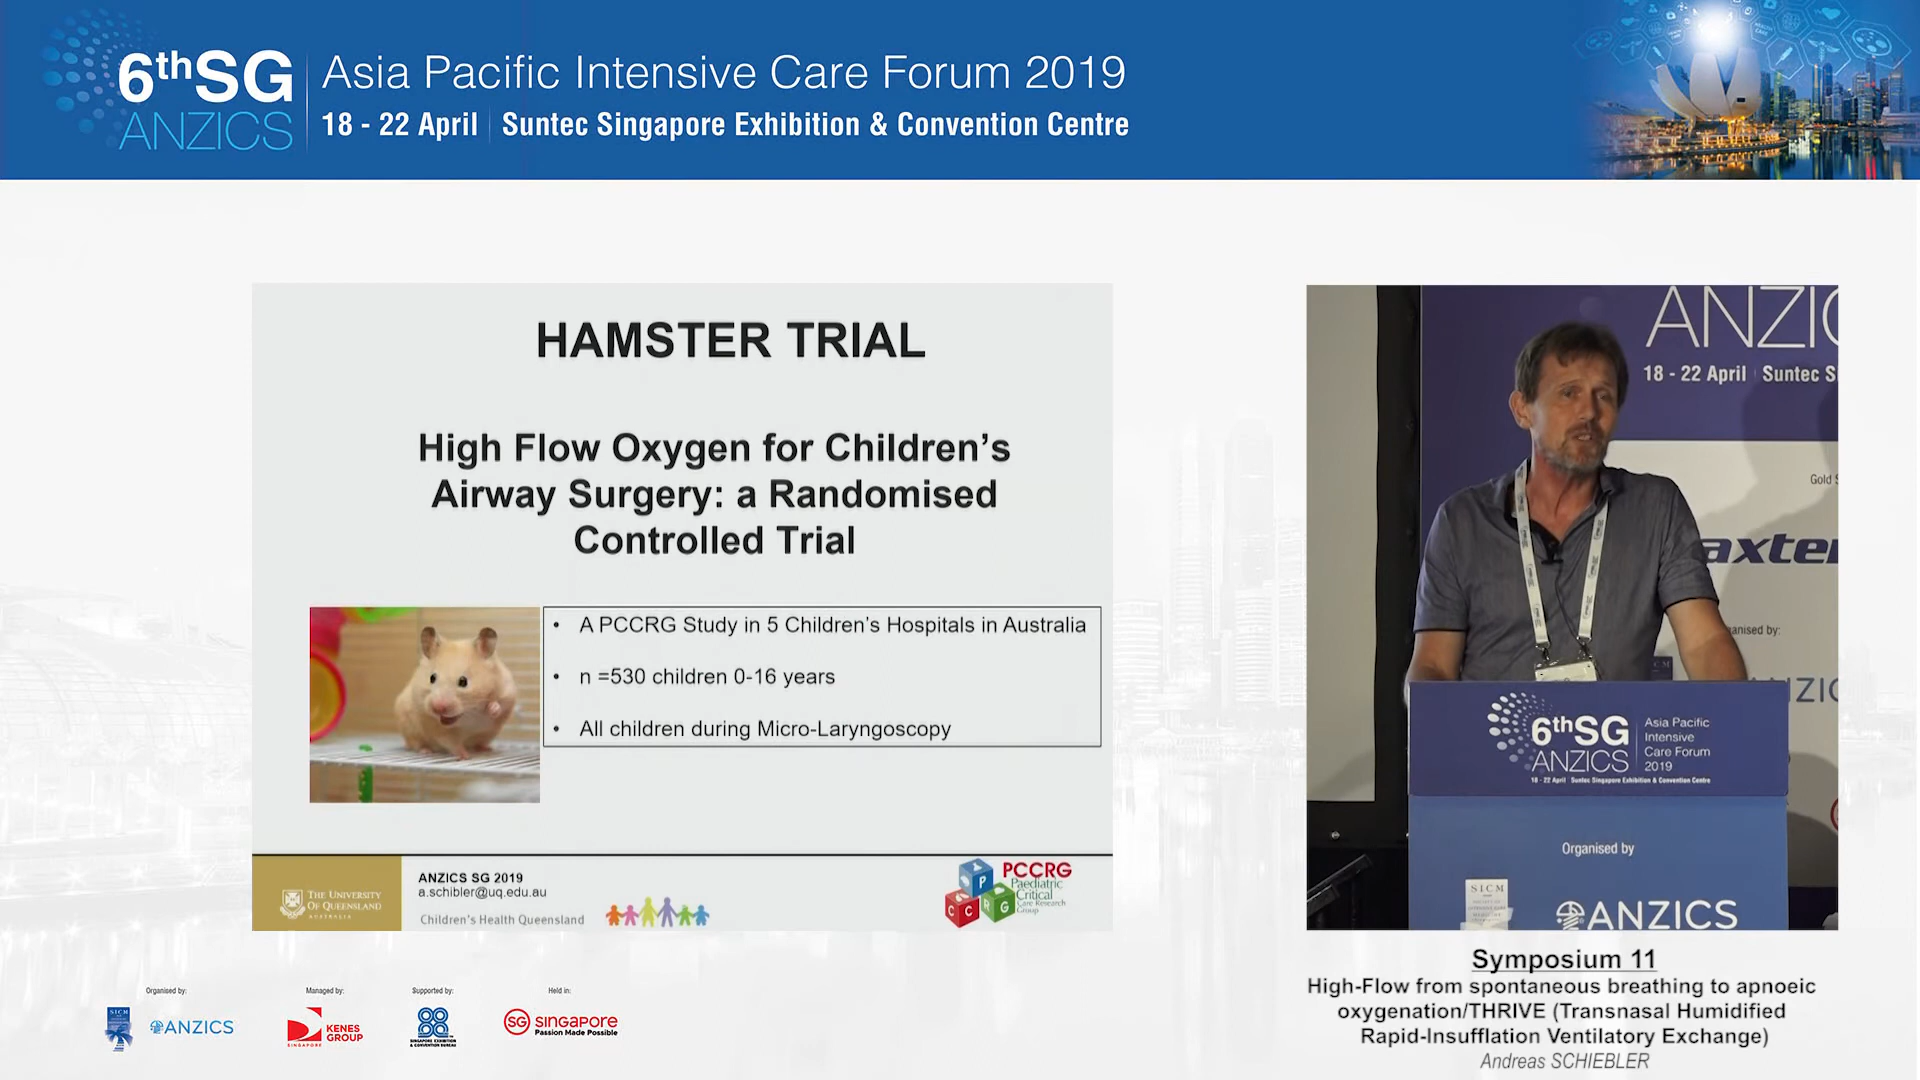 6thSG
ANZICS
Asia Pacific Intensive Care Forum 2019
18 - 22 April Suntec Singapore Exhibition & Convention Centre
HAMSTER TRIAL
High Flow Oxygen for Children's
Airway Surgery: a Randomised
Controlled Trial
• A PCCRG Study in 5 Children's Hospitals in Australia
• n =530 children 0-16 years
• All children during Micro-Laryngoscopy
THE UNIVERSITY
OF QUEENSLAND
AUSTRALIA
ANZICS SG 2019
a.schibler@uq.edu.au
Children's Health Queensland
P
C C R G
PCCRG
Paediatric
Critical
Care Research
Group
ANZIC
18 - 22 April Suntec S
Gold
axte
anised by:
NZIC
6thSG
ANZICS
Asia Pacific
Intensive
Care Forum
2019
18 - 22 April Suntec Singapore Exhibition & Convention Centre
Organised by
SICM
ANZICS
Symposium 11
High-Flow from spontaneous breathing to apnoeic
oxygenation/THRIVE (Transnasal Humidified
Rapid-Insufflation Ventilatory Exchange)
Andreas SCHIEBLER
Organised by:
SICM
ANZICS
Managed by:
KENES
GROUP
SINGAPORE
Supported by:
SINGAPORE EXHIBITION
& CONVENTION BUREAU
Held in:
SG singapore
Passion Made Possible